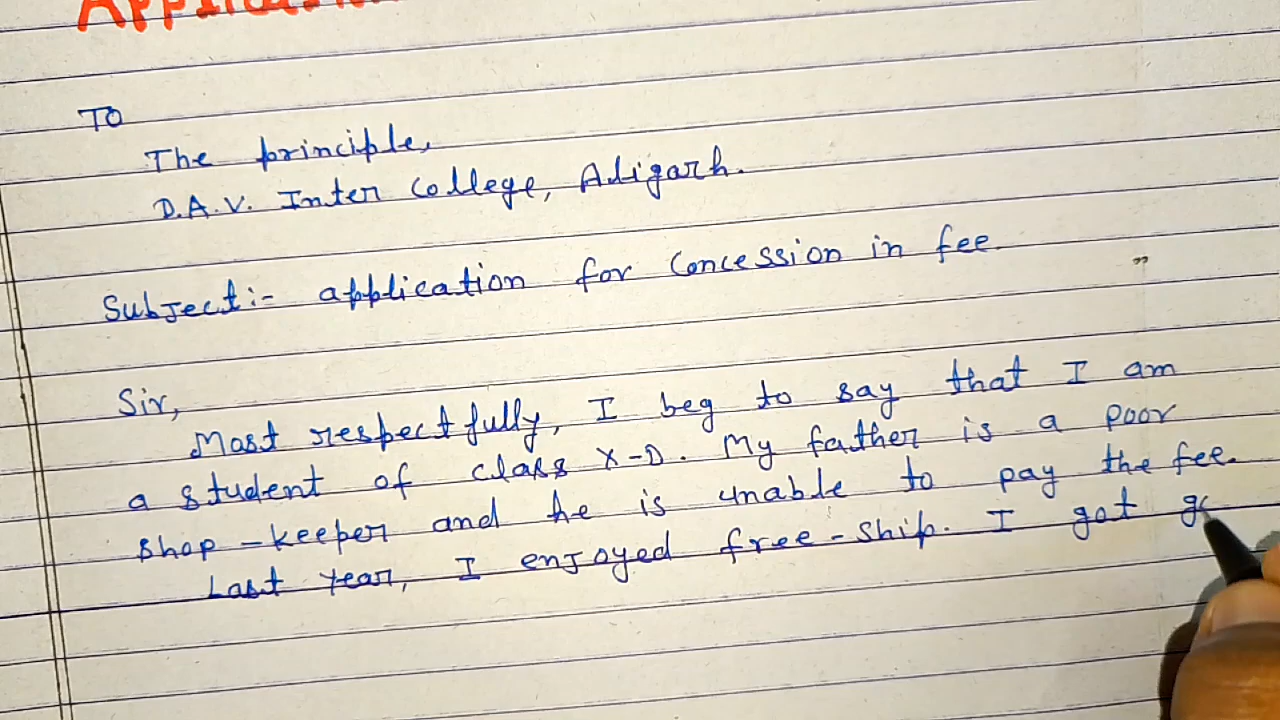 To
The principle,
D.A.V. Inter College, Aligarh.
Subject:- application for Concession in fee.
"
Sir,
Most respectfully, I beg to say that I am
a student of class X-D. My father is a poor
shop-keeper and he is unable to pay the fee.
Last year, I enjoyed free-ship. I got